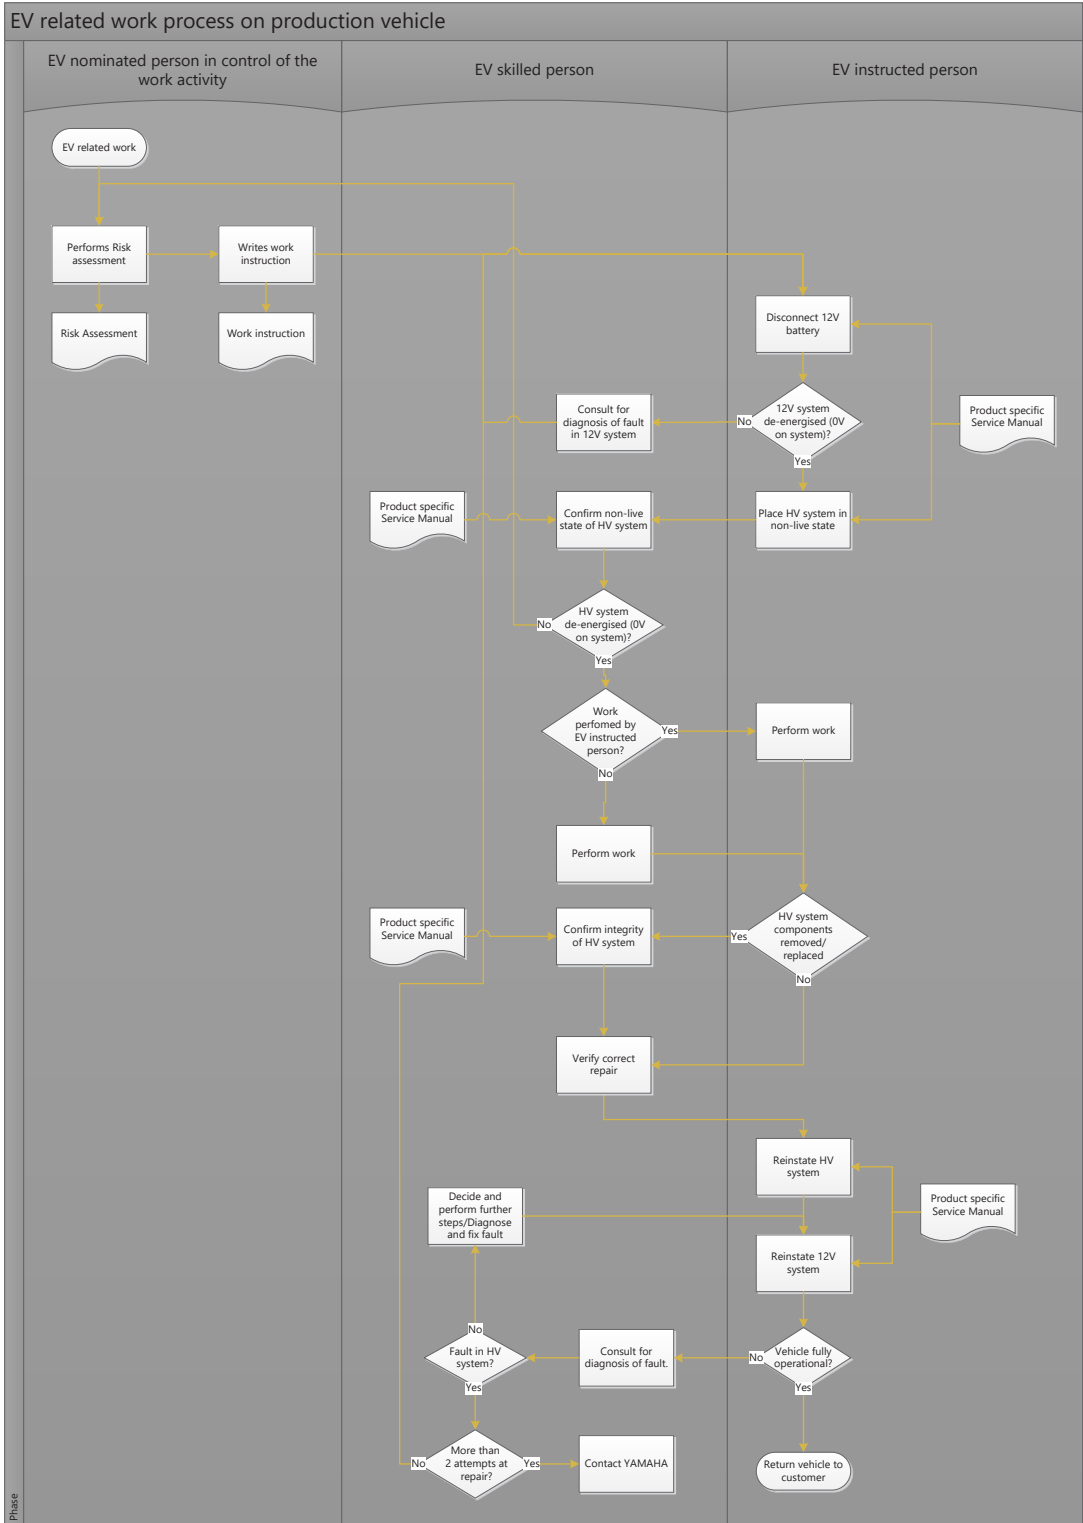 EV related work process on production vehicle
EV nominated person in control of the
work activity
EV skilled person
EV instructed person
EV related work
Performs Risk
assessment
Writes work
instruction
Risk Assessment
Work instruction
Disconnect 12V
battery
12V system
de-energised (0V
on system)?
No
Yes
Consult for
diagnosis of fault
in 12V system
Product specific
Service Manual
Product specific
Service Manual
Confirm non-live
state of HV system
Place HV system in
non-live state
HV system
de-energised (0V
on system)?
No
Yes
Work
perfomed by
EV instructed
person?
Yes
No
Perform work
Perform work
HV system
components
removed/
replaced
Yes
No
Product specific
Service Manual
Confirm integrity
of HV system
Verify correct
repair
Reinstate HV
system
Product specific
Service Manual
Decide and
perform further
steps/Diagnose
and fix fault
Reinstate 12V
system
No
Fault in HV
system?
Yes
Consult for
diagnosis of fault.
No
Vehicle fully
operational?
Yes
No
More than
2 attempts at
repair?
Yes
Contact YAMAHA
Return vehicle to
customer
Phase